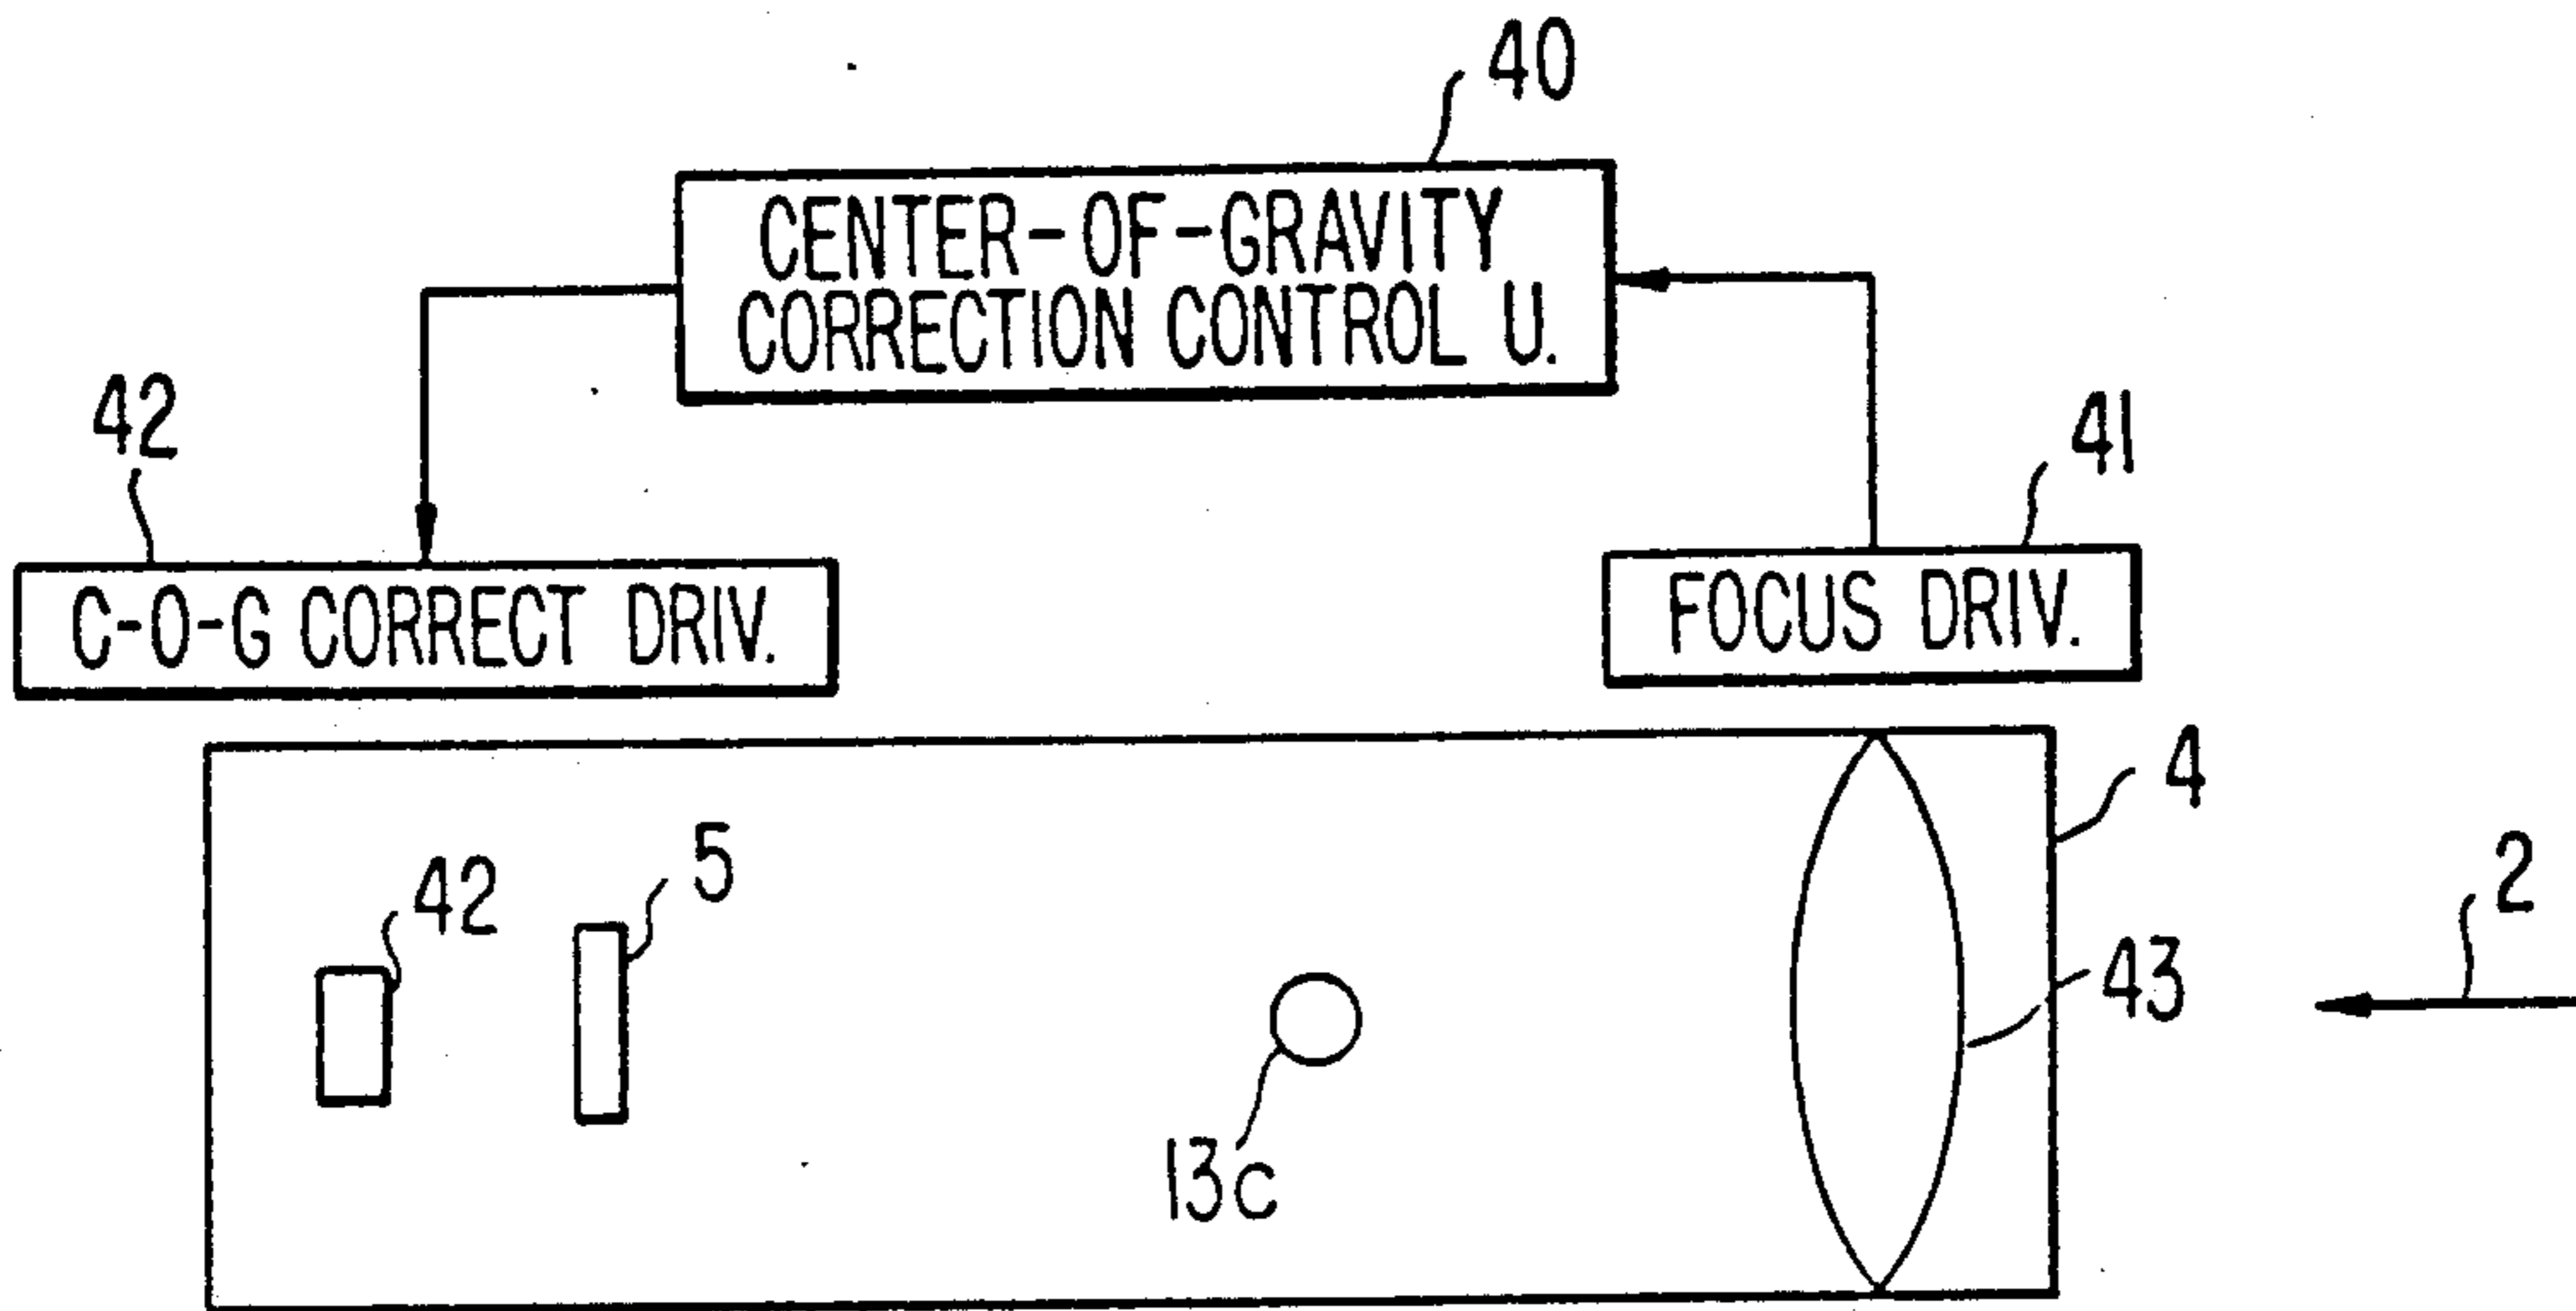 40
CENTER-OF-GRAVITY
CORRECTION CONTROL U.
42
41
C-O-G CORRECT DRIV.
FOCUS DRIV.
4
5
42
2
43
13c